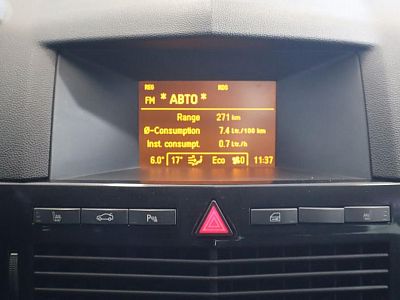 REG RDS
FM * АВТО *
Range 271 km
Ø-Consumption 7.4 Ltr./100 km
Inst. consumpt. 0.7 Ltr./h
6.0° 17° Eco 11:37